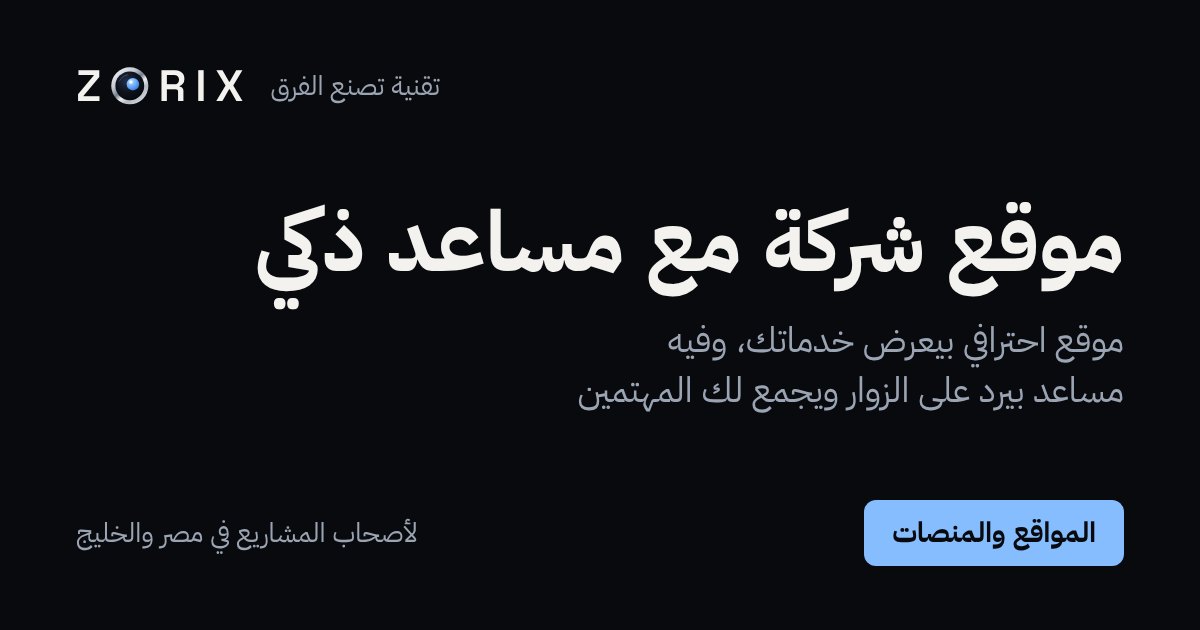 ZORIX
تقنية تصنع الفرق
موقع شركة مع مساعد ذكي
موقع احترافي بيعرض خدماتك، وفيه
مساعد بيرد على الزوار ويجمع لك المهتمين
المواقع والمنصات
لأصحاب المشاريع في مصر والخليج